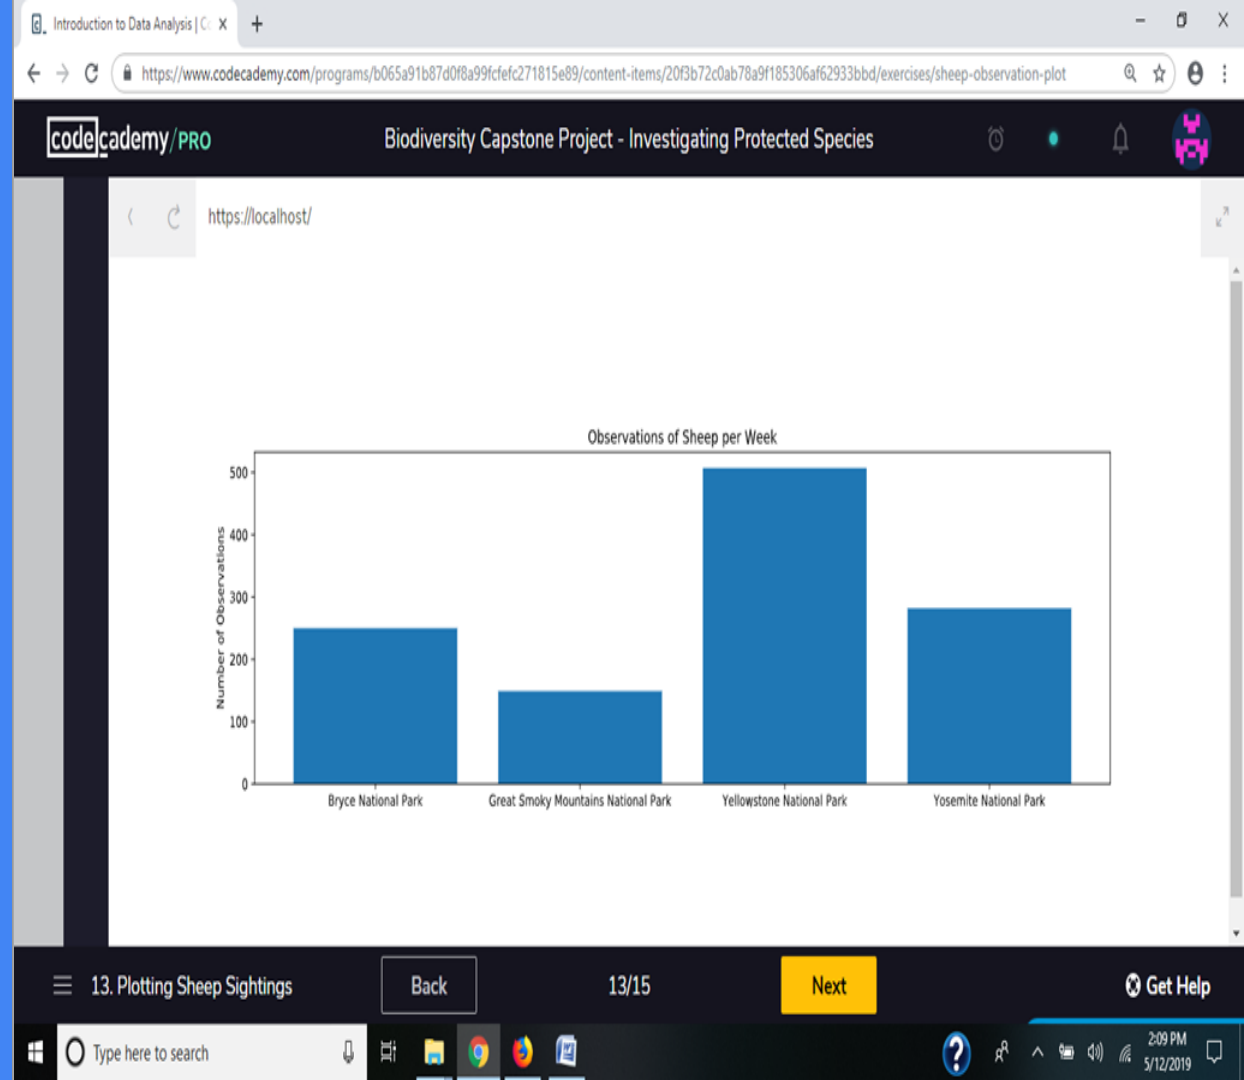 Introduction to Data Analysis | Co
https://www.codecademy.com/programs/b065a91b87d0f8a99fcfefc271815e89/content-items/20f3b72c0ab78a9f185306af62933bbd/exercises/sheep-observation-plot
codecademy/PRO
Biodiversity Capstone Project - Investigating Protected Species
https://localhost/
Observations of Sheep per Week
Number of Observations
500
400
300
200
100
0
Bryce National Park
Great Smoky Mountains National Park
Yellowstone National Park
Yosemite National Park
13. Plotting Sheep Sightings
Back
13/15
Next
Get Help
Type here to search
2:09 PM
5/12/2019